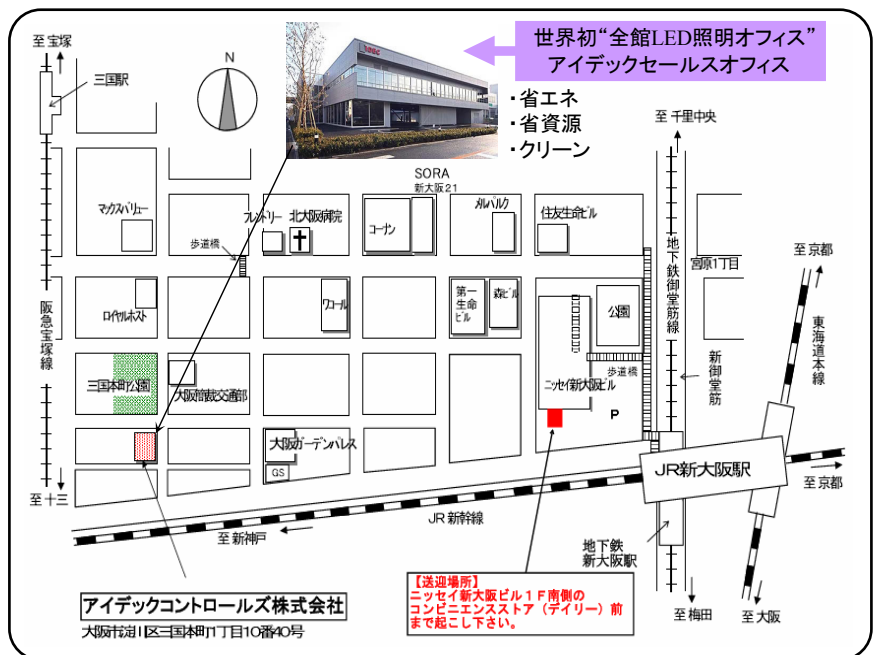 世界初“全館LED照明オフィス”
アイデックセールスオフィス
・省エネ
・省資源
・クリーン
至宝塚
三国駅
N
至千里中央
SORA
新大阪21
マックスバリュー
フレンドリー
北大阪病院
コーナン
メルパルク
住友生命ビル
歩道橋
地下鉄御堂筋線
宮原1丁目
至京都
阪急宝塚線
ロイヤルホスト
ワコール
第一
生命
ビル
森ビル
公園
東海道本線
三国本町公園
大阪簡裁交通部
歩道橋
ニッセイ新大阪ビル
新御堂筋
P
大阪ガーデンパレス
GS
JR新大阪駅
至京都
至十三
JR新幹線
至新神戸
地下鉄
新大阪駅
【送迎場所】
ニッセイ新大阪ビル1F南側の
コンビニエンスストア(デイリー)前
まで起こし下さい。
至梅田
至大阪
アイデックコントロールズ株式会社
大阪市淀川区三国本町1丁目10番40号